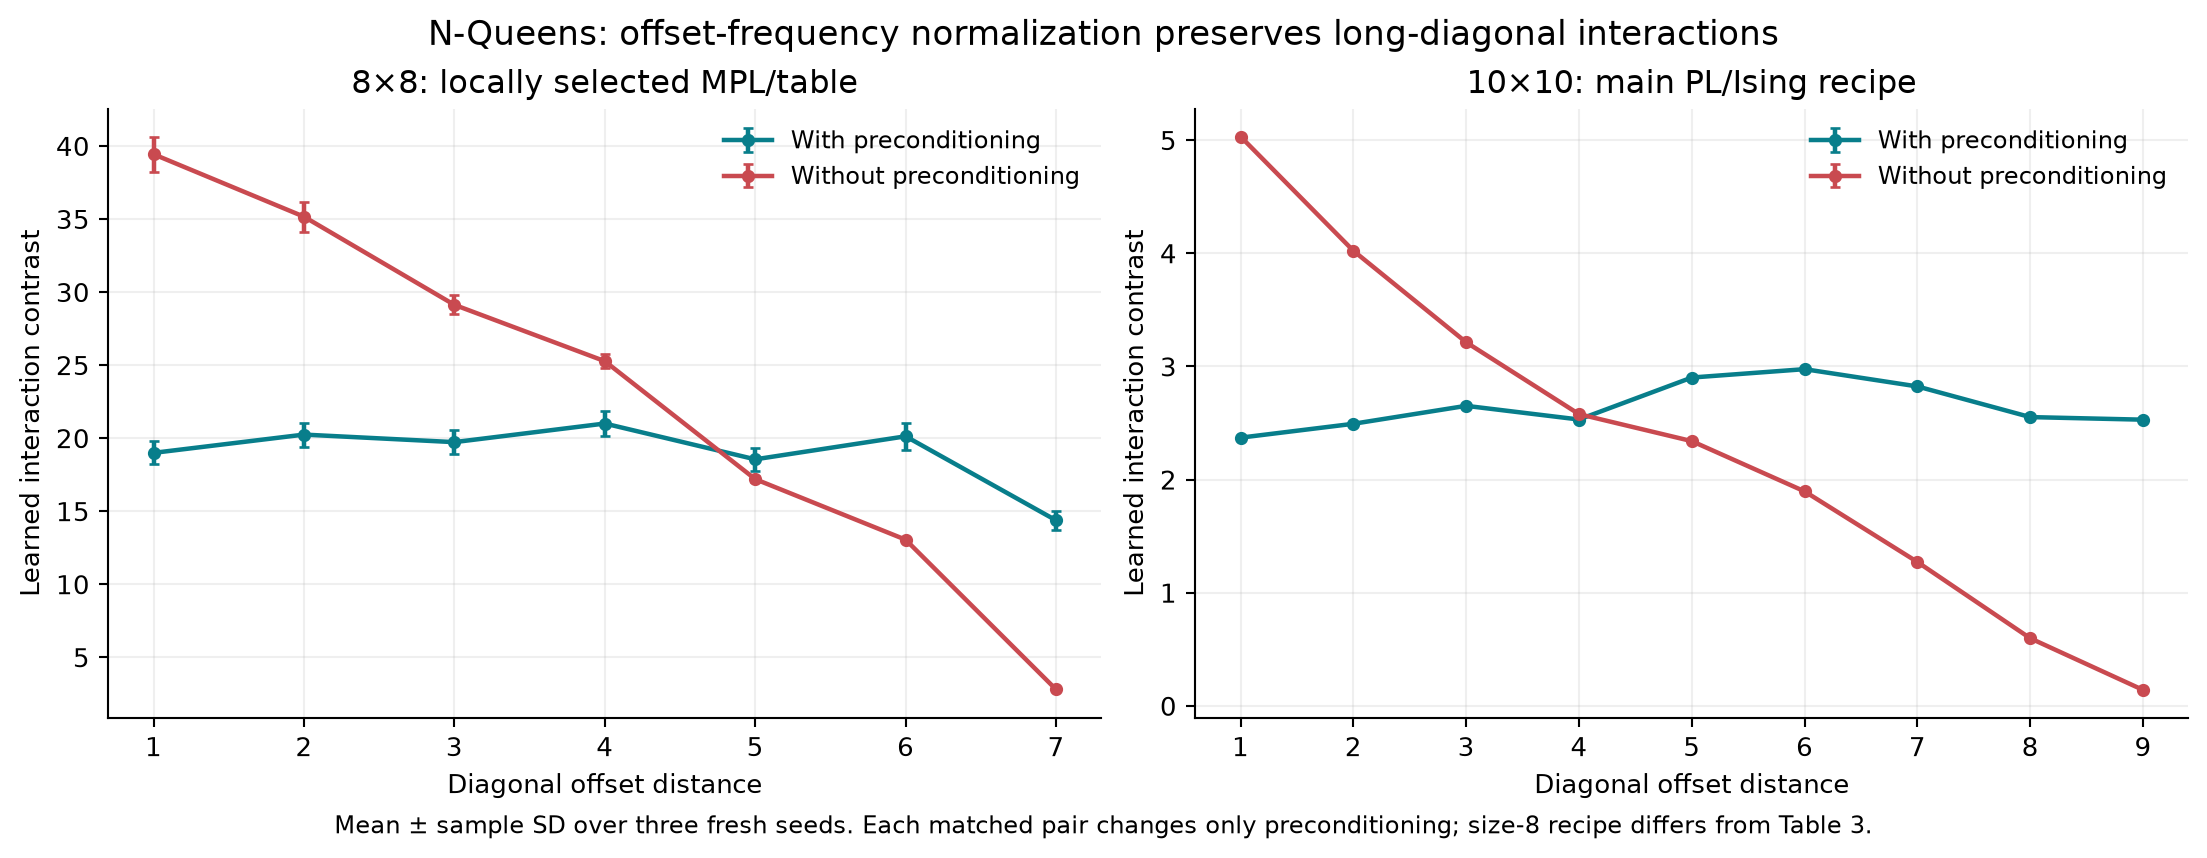 N-Queens: offset-frequency normalization preserves long-diagonal interactions
8×8: locally selected MPL/table
With preconditioning
Without preconditioning
Learned interaction contrast
40
35
30
25
20
15
10
5
1 2 3 4 5 6 7
Diagonal offset distance
10×10: main PL/Ising recipe
With preconditioning
Without preconditioning
Learned interaction contrast
5
4
3
2
1
0
1 2 3 4 5 6 7 8 9
Diagonal offset distance
Mean ± sample SD over three fresh seeds. Each matched pair changes only preconditioning; size-8 recipe differs from Table 3.